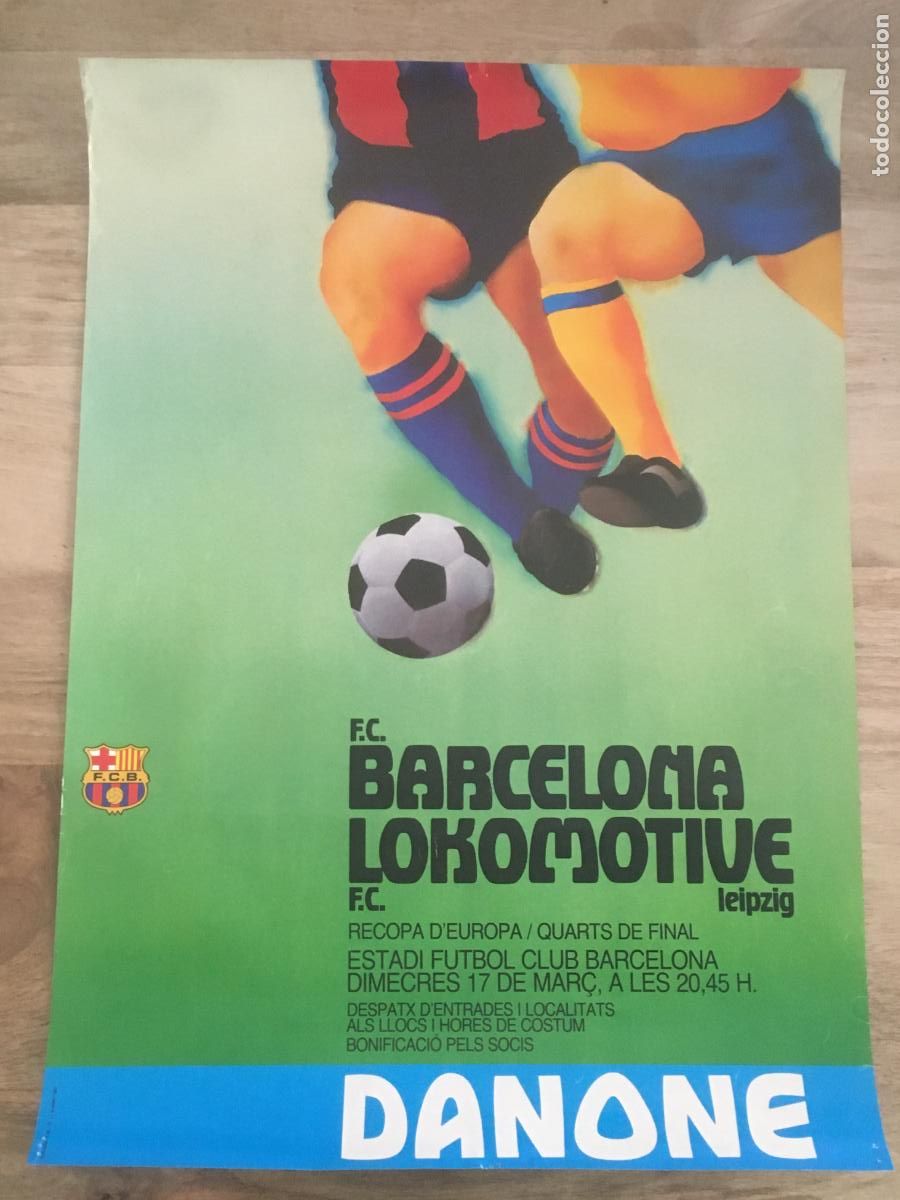 todocoleccion
F.C.B.
F.C.
BARCELONA
LOKOMOTIVE
F.C. leipzig
RECOPA D'EUROPA / QUARTS DE FINAL
ESTADI FUTBOL CLUB BARCELONA
DIMECRES 17 DE MARÇ, A LES 20,45 H.
DESPATX D'ENTRADES I LOCALITATS
ALS LLOCS I HORES DE COSTUM
BONIFICACIÓ PELS SOCIS
DANONE